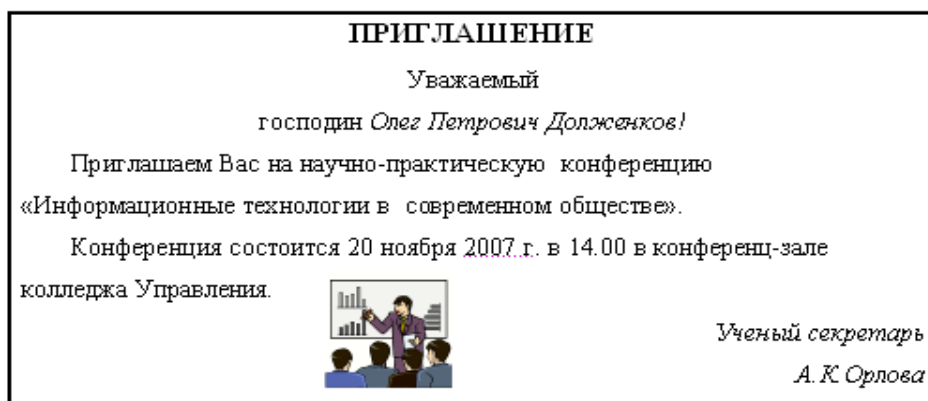 ПРИГЛАШЕНИЕ
Уважаемый
господин Олег Петрович Долженков!
Приглашаем Вас на научно-практическую конференцию
«Информационные технологии в современном обществе».
Конференция состоится 20 ноября 2007 г. в 14.00 в конференц-зале
колледжа Управления.
Ученый секретарь
А.К Орлова